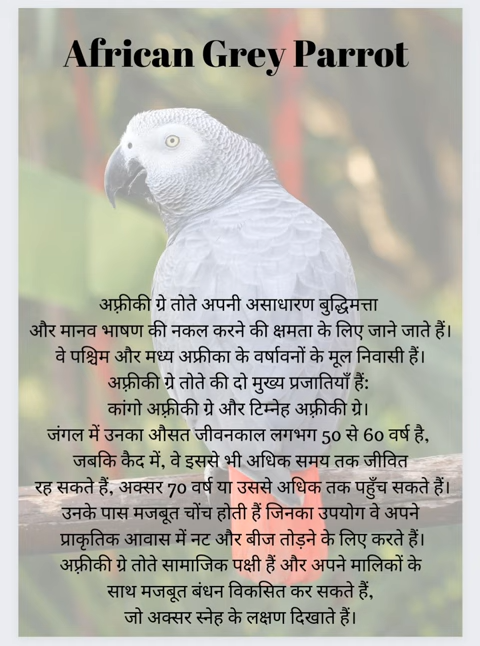 African Grey Parrot
अफ़्रीकी ग्रे तोते अपनी असाधारण बुद्धिमत्ता
और मानव भाषण की नकल करने की क्षमता के लिए जाने जाते हैं।
वे पश्चिम और मध्य अफ्रीका के वर्षावनों के मूल निवासी हैं।
अफ़्रीकी ग्रे तोते की दो मुख्य प्रजातियाँ हैं:
कांगो अफ़्रीकी ग्रे और टिम्नेह अफ़्रीकी ग्रे।
जंगल में उनका औसत जीवनकाल लगभग 50 से 60 वर्ष है,
जबकि कैद में, वे इससे भी अधिक समय तक जीवित
रह सकते हैं, अक्सर 70 वर्ष या उससे अधिक तक पहुँच सकते हैं।
उनके पास मजबूत चोंच होती हैं जिनका उपयोग वे अपने
प्राकृतिक आवास में नट और बीज तोड़ने के लिए करते हैं।
अफ़्रीकी ग्रे तोते सामाजिक पक्षी हैं और अपने मालिकों के
साथ मजबूत बंधन विकसित कर सकते हैं,
जो अक्सर स्नेह के लक्षण दिखाते हैं।